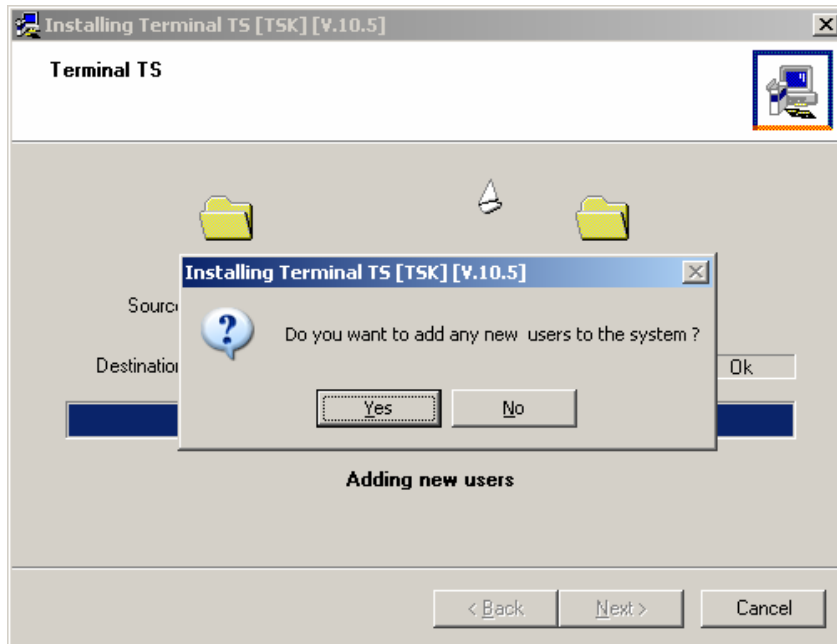 Installing Terminal TS [TSK] [V.10.5]
Terminal TS
Installing Terminal TS [TSK] [V.10.5]
Do you want to add any new users to the system ?
Yes
No
Ok
Adding new users
< Back
Next >
Cancel